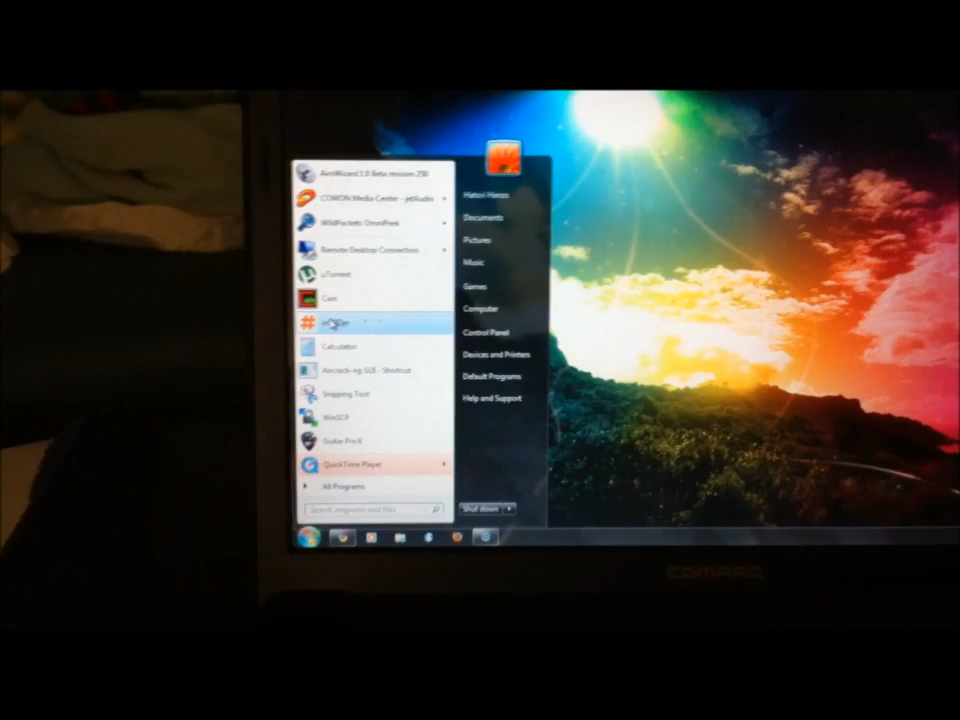 AeroWizard 1.0 Beta revision 250
COWON Media Center - jetAudio
WildPackets OmniPeek
Remote Desktop Connection
µTorrent
Cain
Calculator
Aircrack-ng GUI - Shortcut
Snipping Tool
WinSCP
Guitar Pro 6
QuickTime Player
All Programs
Search programs and files
Hatori Hanzo
Documents
Pictures
Music
Games
Computer
Control Panel
Devices and Printers
Default Programs
Help and Support
Shut down
COMPAQ